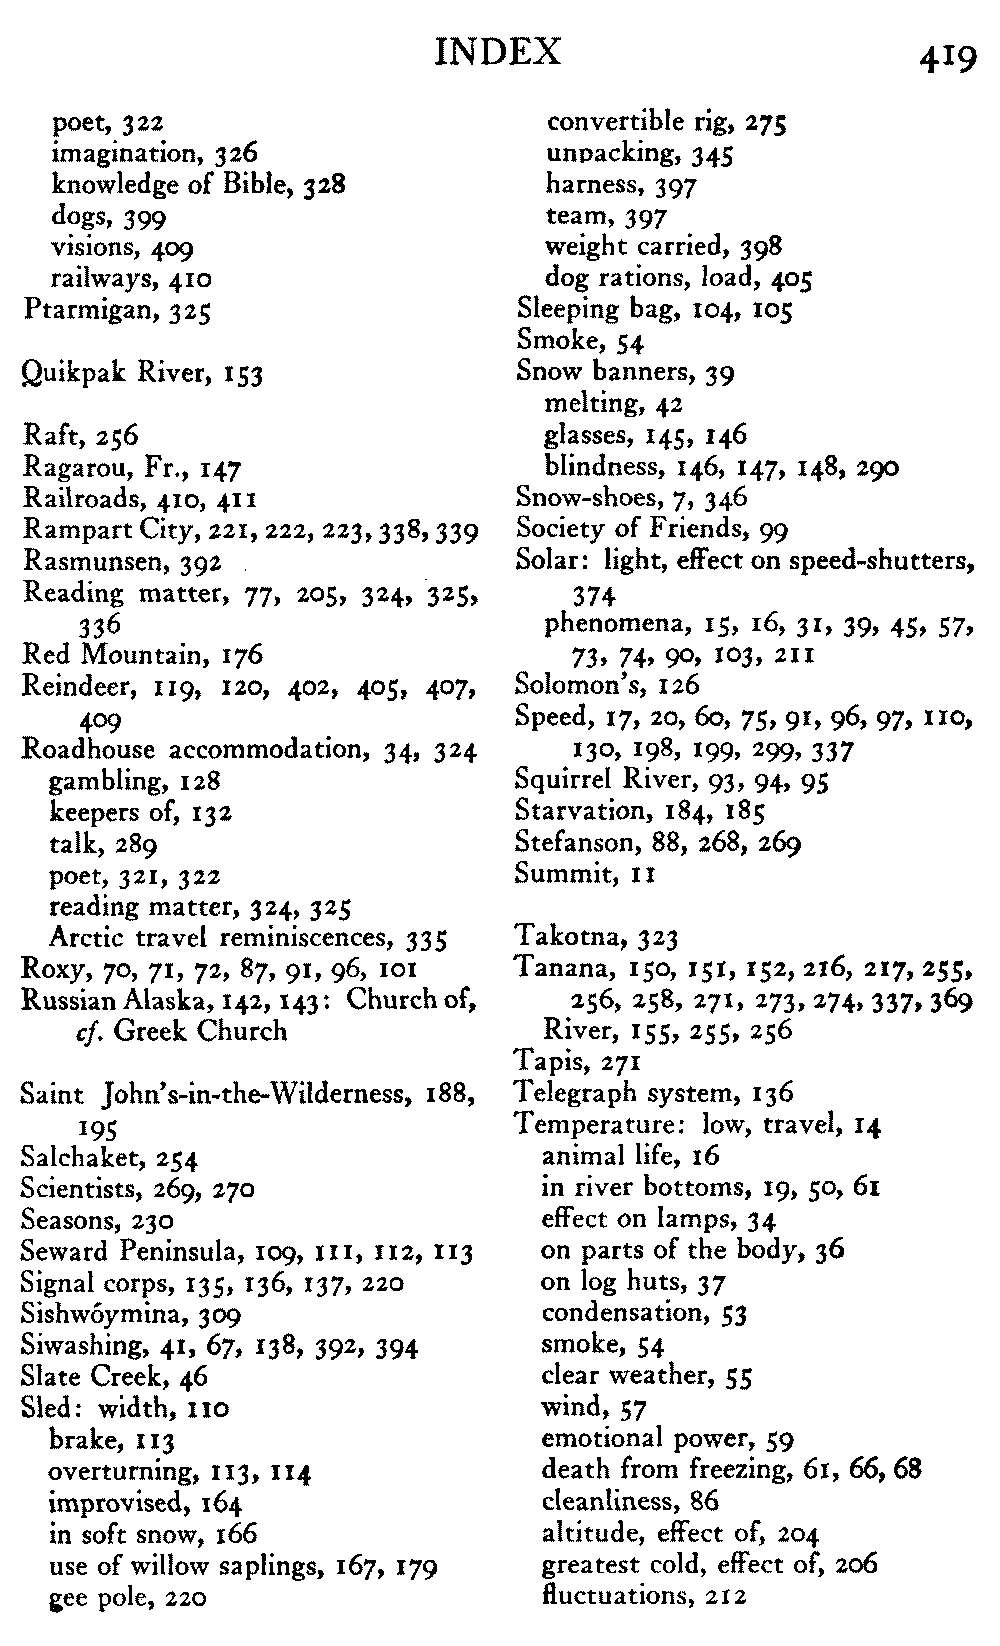 INDEX
419
poet, 322
imagination, 326
knowledge of Bible, 328
dogs, 399
visions, 409
railways, 410
Ptarmigan, 325
Quikpak River, 153
Raft, 256
Ragarou, Fr., 147
Railroads, 410, 411
Rampart City, 221, 222, 223, 338, 339
Rasmunsen, 392
Reading matter, 77, 205, 324, 325,
336
Red Mountain, 176
Reindeer, 119, 120, 402, 405, 407,
409
Roadhouse accommodation, 34, 324
gambling, 128
keepers of, 132
talk, 289
poet, 321, 322
reading matter, 324, 325
Arctic travel reminiscences, 335
Roxy, 70, 71, 72, 87, 91, 96, 101
Russian Alaska, 142, 143: Church of,
cf. Greek Church
Saint John's-in-the-Wilderness, 188,
195
Salchaket, 254
Scientists, 269, 270
Seasons, 230
Seward Peninsula, 109, 111, 112, 113
Signal corps, 135, 136, 137, 220
Sishwóymina, 309
Siwashing, 41, 67, 138, 392, 394
Slate Creek, 46
Sled: width, 110
brake, 113
overturning, 113, 114
improvised, 164
in soft snow, 166
use of willow saplings, 167, 179
gee pole, 220
convertible rig, 275
unpacking, 345
harness, 397
team, 397
weight carried, 398
dog rations, load, 405
Sleeping bag, 104, 105
Smoke, 54
Snow banners, 39
melting, 42
glasses, 145, 146
blindness, 146, 147, 148, 290
Snow-shoes, 7, 346
Society of Friends, 99
Solar: light, effect on speed-shutters,
374
phenomena, 15, 16, 31, 39, 45, 57,
73, 74, 90, 103, 211
Solomon's, 126
Speed, 17, 20, 60, 75, 91, 96, 97, 110,
130, 198, 199, 299, 337
Squirrel River, 93, 94, 95
Starvation, 184, 185
Stefanson, 88, 268, 269
Summit, 11
Takotna, 323
Tanana, 150, 151, 152, 216, 217, 255,
256, 258, 271, 273, 274, 337, 369
River, 155, 255, 256
Tapis, 271
Telegraph system, 136
Temperature: low, travel, 14
animal life, 16
in river bottoms, 19, 50, 61
effect on lamps, 34
on parts of the body, 36
on log huts, 37
condensation, 53
smoke, 54
clear weather, 55
wind, 57
emotional power, 59
death from freezing, 61, 66, 68
cleanliness, 86
altitude, effect of, 204
greatest cold, effect of, 206
fluctuations, 212